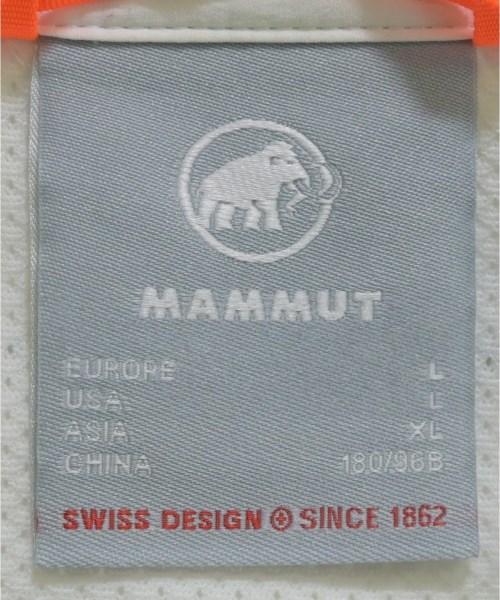 MAMMUT
EUROPE L
USA L
ASIA XL
CHINA 180/96B
SWISS DESIGN SINCE 1862